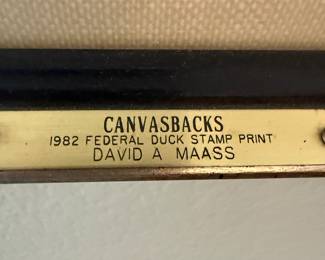 CANVASBACKS
1982 FEDERAL DUCK STAMP PRINT
DAVID A MAASS